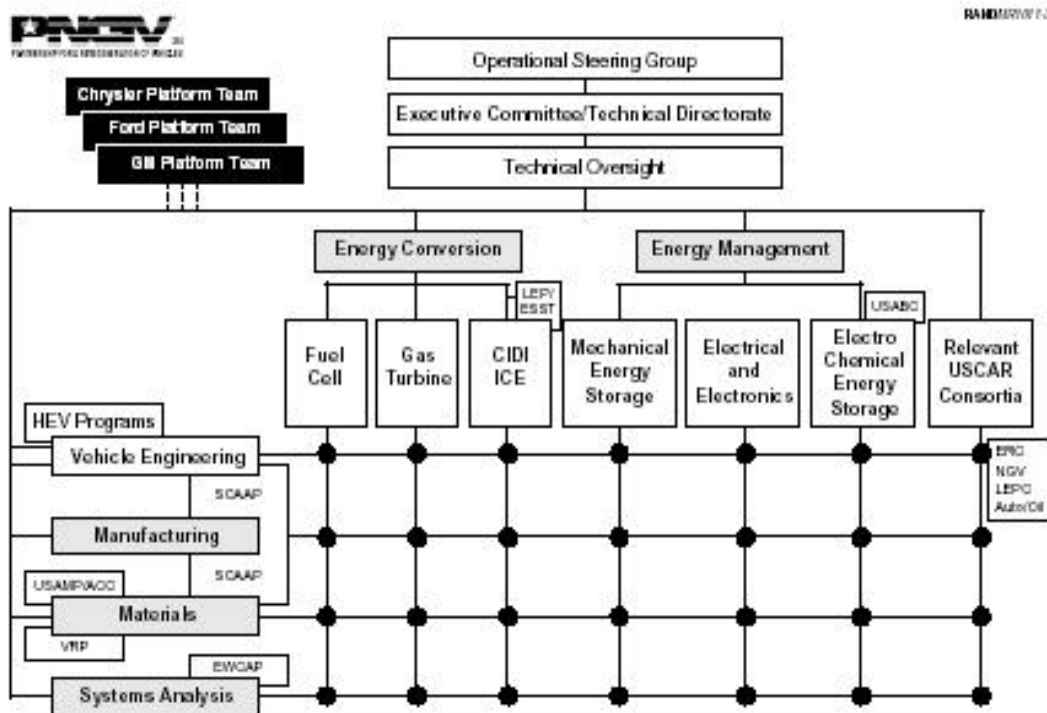 PNGV
Chrysler Platform Team
Ford Platform Team
GM Platform Team
Operational Steering Group
Executive Committee/Technical Directorate
Technical Oversight
Energy Conversion
Energy Management
LEPV
ESST
USABC
Fuel
Cell
Gas
Turbine
CIDI
ICE
Mechanical
Energy
Storage
Electrical
and
Electronics
Electro
Chemical
Energy
Storage
Relevant
USCAR
Consortia
HEV Programs
Vehicle Engineering
ERC
NGV
LEPC
Auto/Oil
SCAAP
Manufacturing
SCAAP
USAMP/ACC
Materials
VRP
EWCAP
Systems Analysis